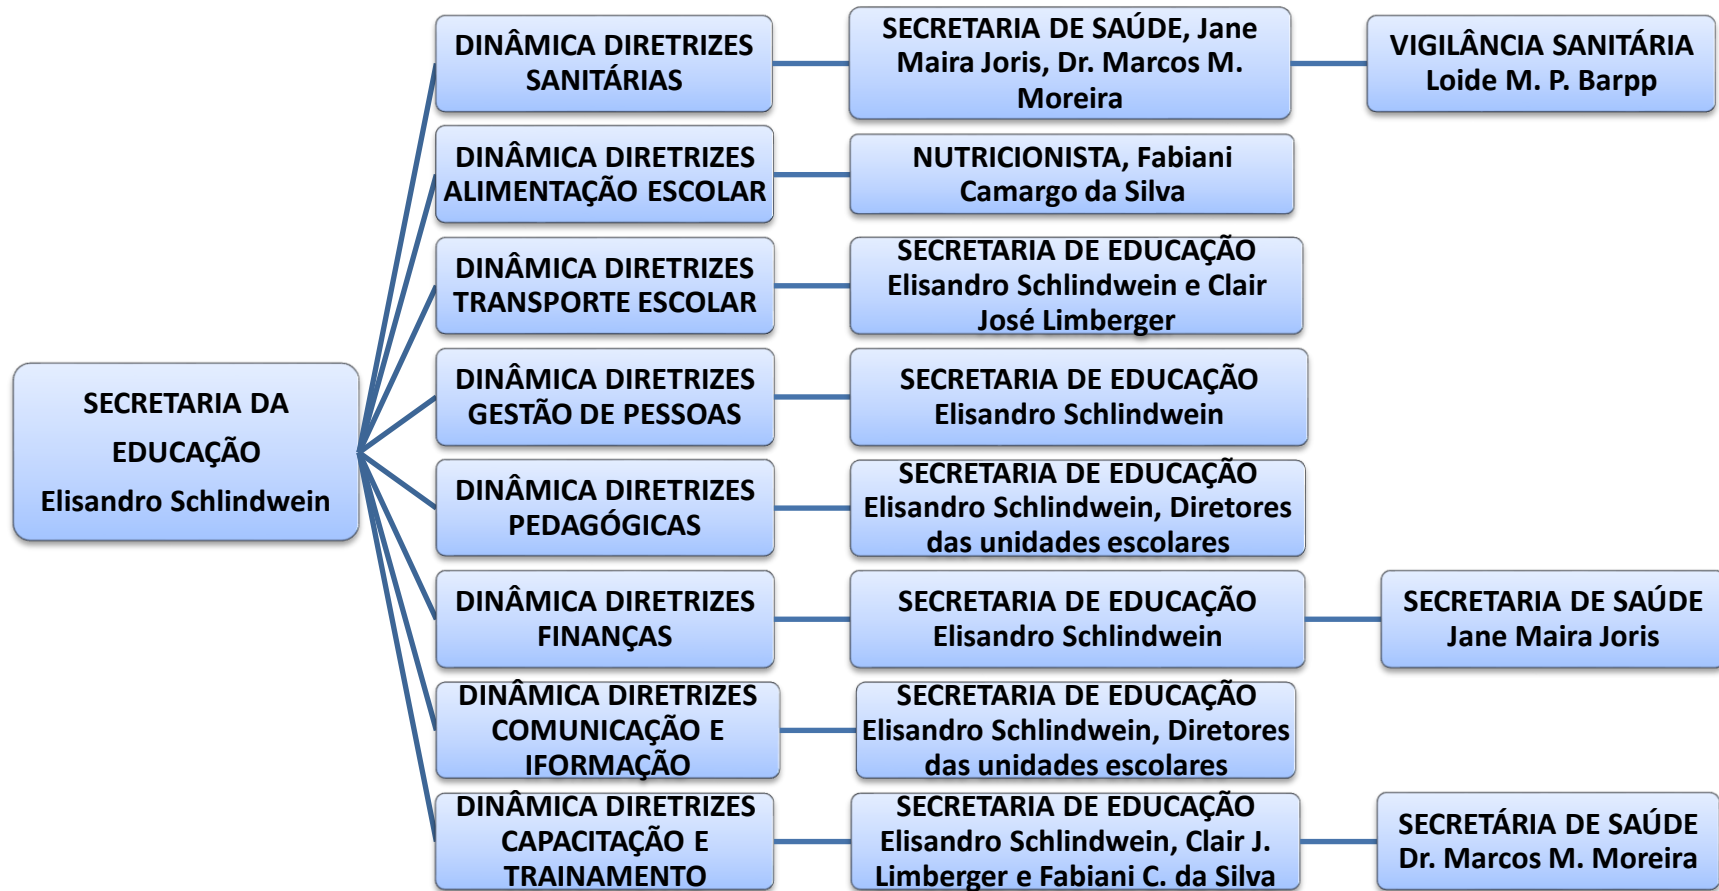 SECRETARIA DA
EDUCAÇÃO
Elisandro Schlindwein
DINÂMICA DIRETRIZES
SANITÁRIAS
SECRETARIA DE SAÚDE, Jane
Maira Joris, Dr. Marcos M.
Moreira
VIGILÂNCIA SANITÁRIA
Loide M. P. Barpp
DINÂMICA DIRETRIZES
ALIMENTAÇÃO ESCOLAR
NUTRICIONISTA, Fabiani
Camargo da Silva
DINÂMICA DIRETRIZES
TRANSPORTE ESCOLAR
SECRETARIA DE EDUCAÇÃO
Elisandro Schlindwein e Clair
José Limberger
DINÂMICA DIRETRIZES
GESTÃO DE PESSOAS
SECRETARIA DE EDUCAÇÃO
Elisandro Schlindwein
DINÂMICA DIRETRIZES
PEDAGÓGICAS
SECRETARIA DE EDUCAÇÃO
Elisandro Schlindwein, Diretores
das unidades escolares
DINÂMICA DIRETRIZES
FINANÇAS
SECRETARIA DE EDUCAÇÃO
Elisandro Schlindwein
SECRETARIA DE SAÚDE
Jane Maira Joris
DINÂMICA DIRETRIZES
COMUNICAÇÃO E
IFORMAÇÃO
SECRETARIA DE EDUCAÇÃO
Elisandro Schlindwein, Diretores
das unidades escolares
DINÂMICA DIRETRIZES
CAPACITAÇÃO E
TRAINAMENTO
SECRETARIA DE EDUCAÇÃO
Elisandro Schlindwein, Clair J.
Limberger e Fabiani C. da Silva
SECRETÁRIA DE SAÚDE
Dr. Marcos M. Moreira